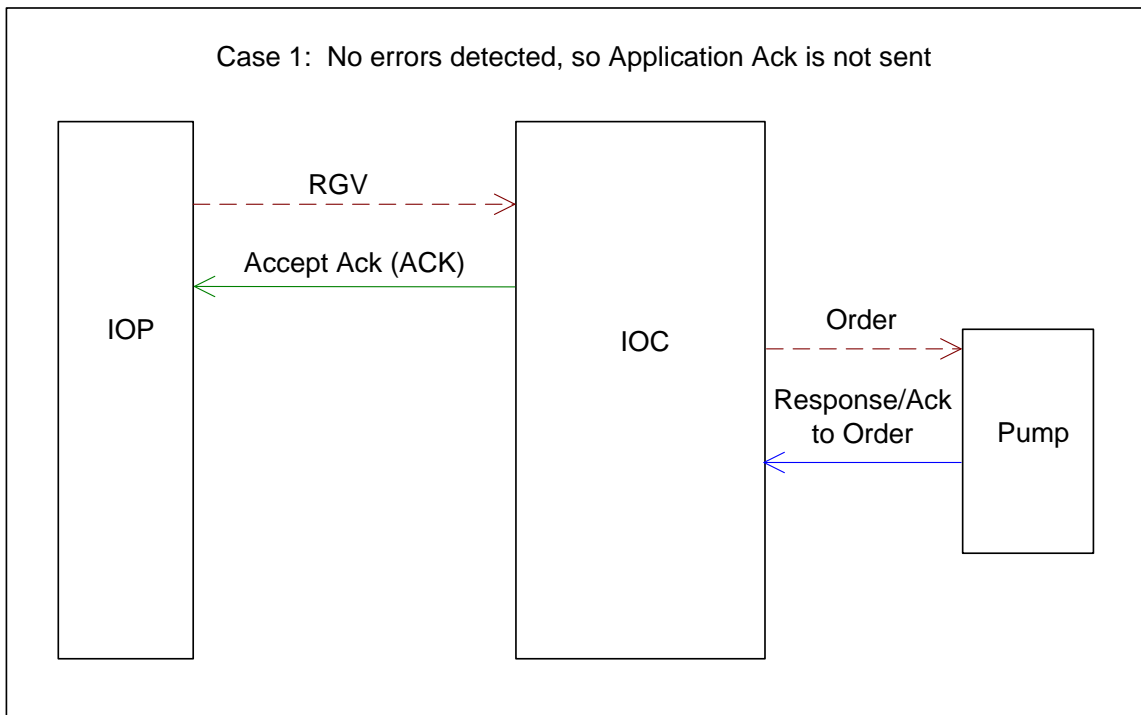 Case 1: No errors detected, so Application Ack is not sent
RGV
Accept Ack (ACK)
IOP
IOC
Order
Response/Ack
to Order
Pump